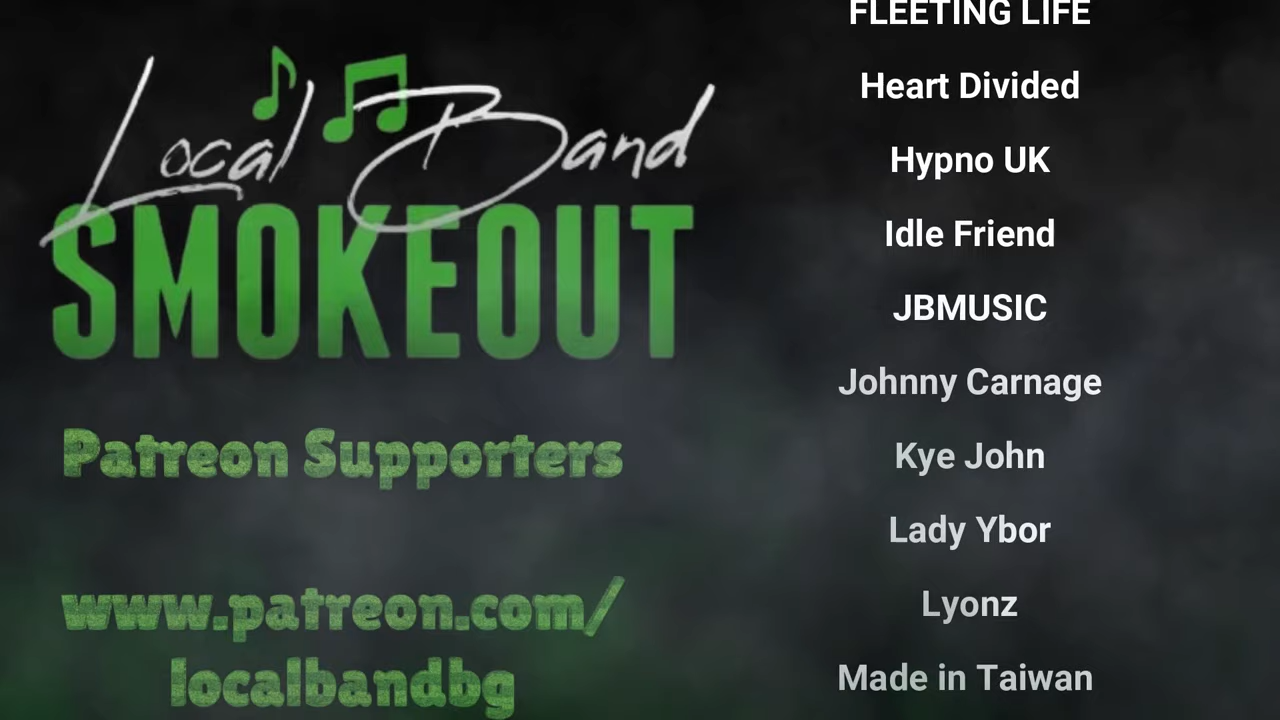 Local Band
SMOKEOUT
Patreon Supporters
www.patreon.com/
localbandbg
FLEETING LIFE
Heart Divided
Hypno UK
Idle Friend
JBMUSIC
Johnny Carnage
Kye John
Lady Ybor
Lyonz
Made in Taiwan